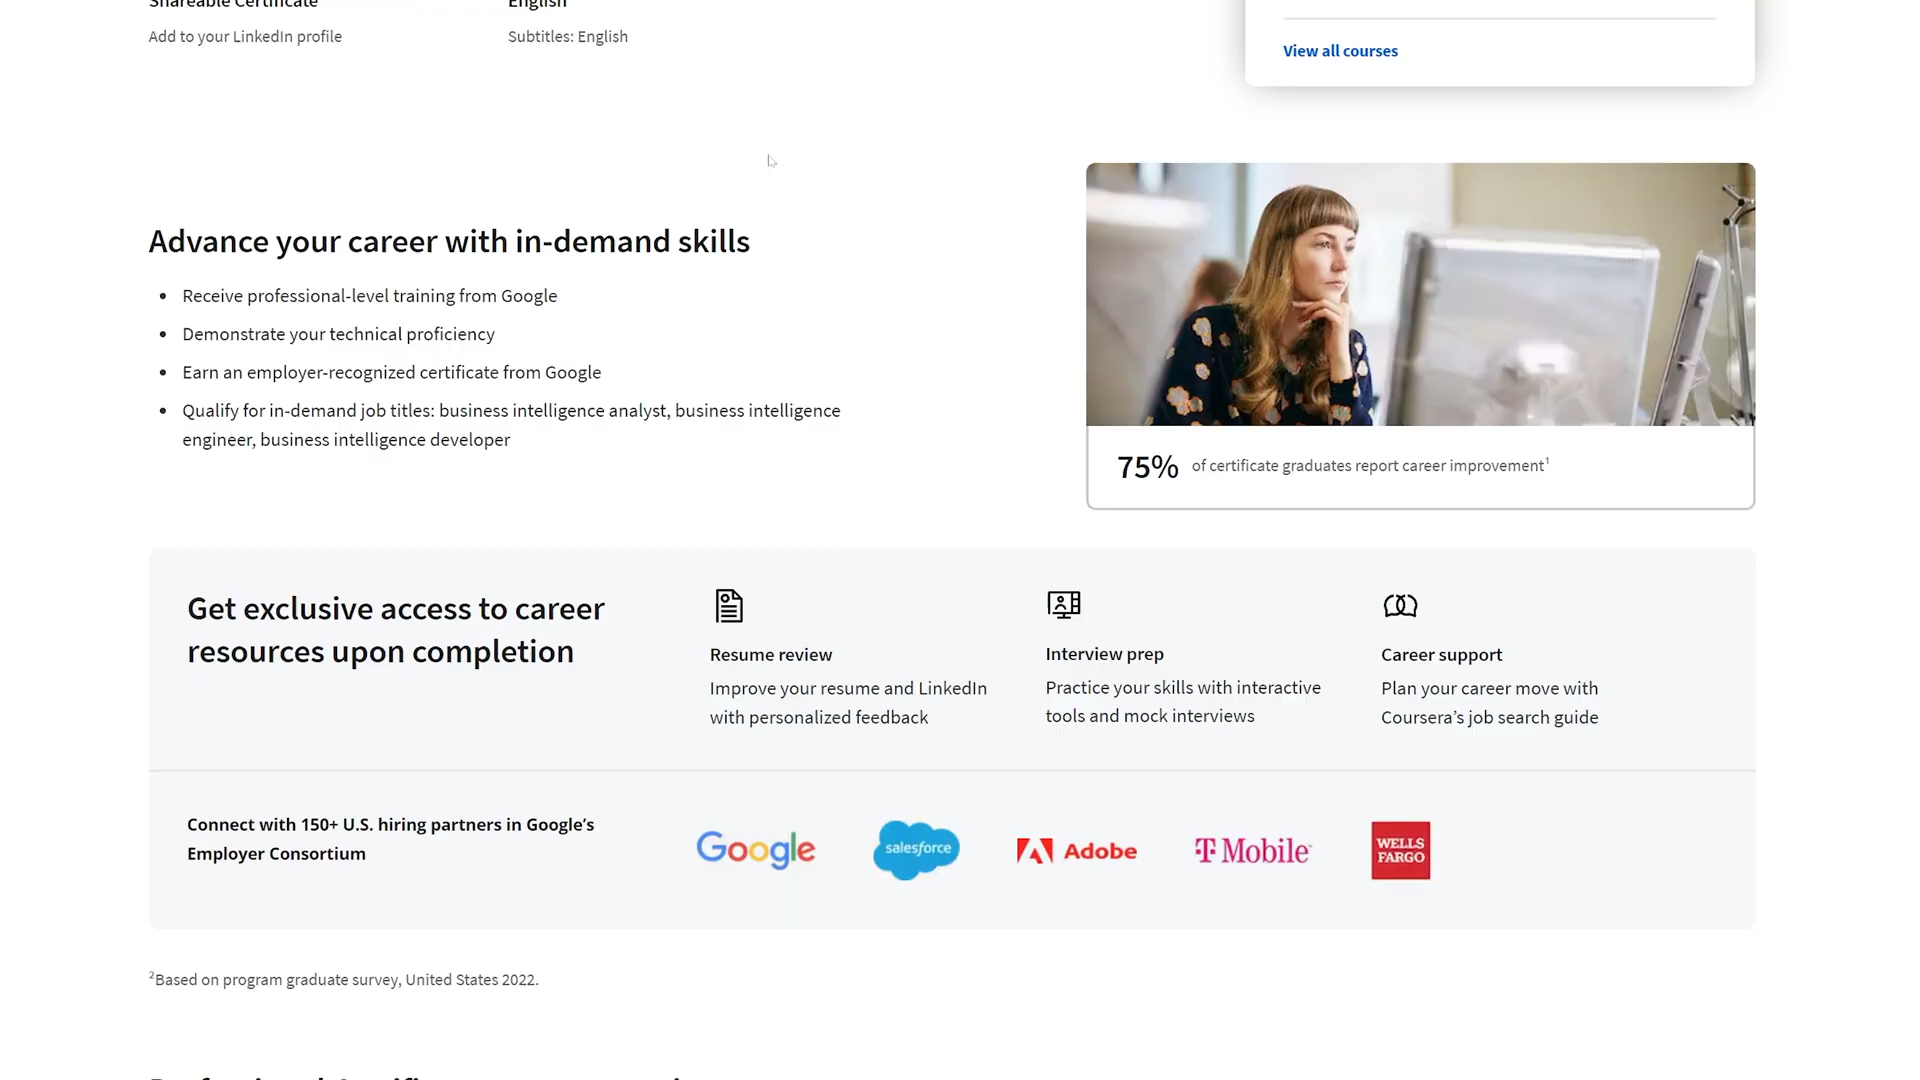 Shareable Certificate
English
Add to your LinkedIn profile
Subtitles: English
View all courses
Advance your career with in-demand skills
• Receive professional-level training from Google
• Demonstrate your technical proficiency
• Earn an employer-recognized certificate from Google
• Qualify for in-demand job titles: business intelligence analyst, business intelligence
engineer, business intelligence developer
75% of certificate graduates report career improvement¹
Get exclusive access to career
resources upon completion
Resume review
Improve your resume and LinkedIn
with personalized feedback
Interview prep
Practice your skills with interactive
tools and mock interviews
Career support
Plan your career move with
Coursera’s job search guide
Connect with 150+ U.S. hiring partners in Google’s
Employer Consortium
Google
salesforce
Adobe
T Mobile
WELLS
FARGO
²Based on program graduate survey, United States 2022.